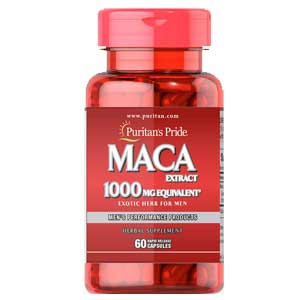 www.puritan.com
Puritan's Pride
MACA
EXTRACT
1000 MG EQUIVALENT*
EXOTIC HERB FOR MEN
MEN'S PERFORMANCE PRODUCTS
HERBAL SUPPLEMENT
60 RAPID RELEASE
CAPSULES